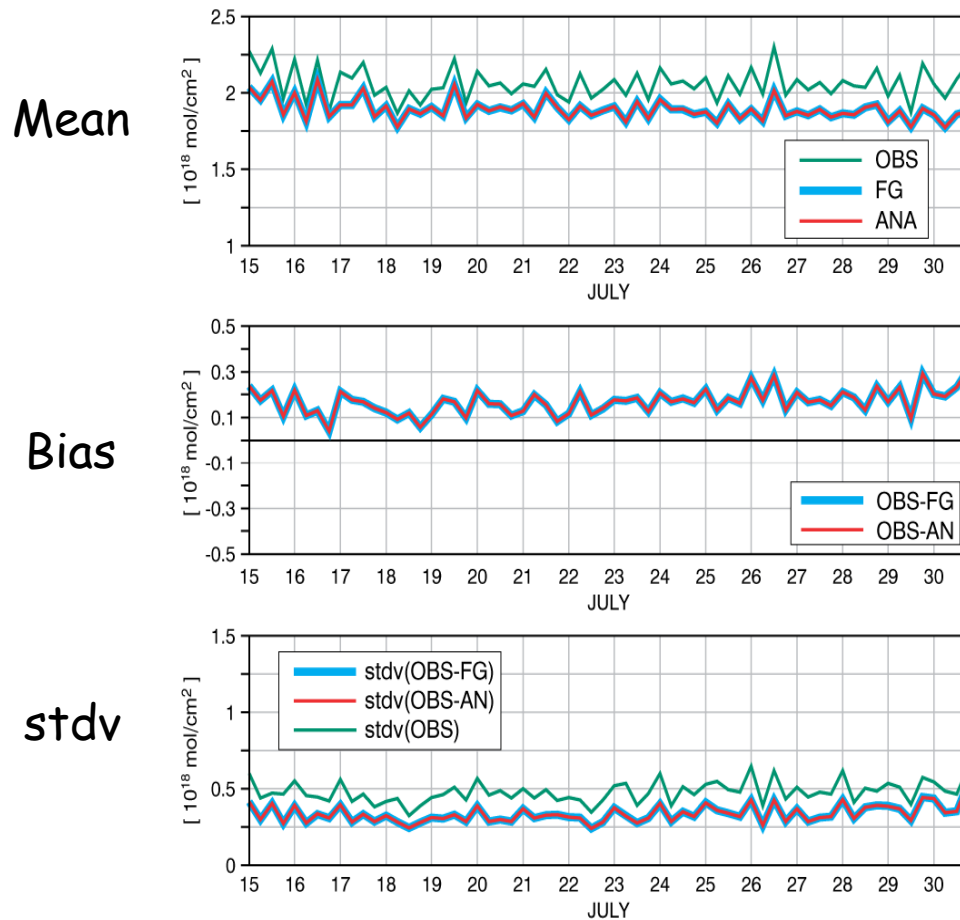 Mean
[ 10¹⁸ mol/cm² ]
2.5
2
1.5
1
OBS
FG
ANA
15 16 17 18 19 20 21 22 23 24 25 26 27 28 29 30
JULY
Bias
[ 10¹⁸ mol/cm² ]
0.5
0.3
0.1
-0.1
-0.3
-0.5
OBS-FG
OBS-AN
15 16 17 18 19 20 21 22 23 24 25 26 27 28 29 30
JULY
stdv
[ 10¹⁸ mol/cm² ]
1.5
1
0.5
0
stdv(OBS-FG)
stdv(OBS-AN)
stdv(OBS)
15 16 17 18 19 20 21 22 23 24 25 26 27 28 29 30
JULY